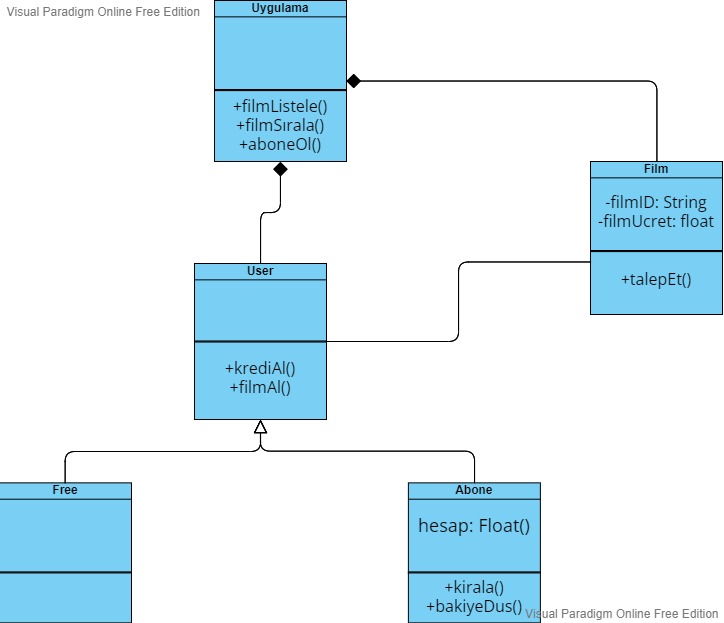 Visual Paradigm Online Free Edition
Uygulama
+filmListele()
+filmSırala()
+aboneOl()
Film
-filmID: String
-filmUcret: float
+talepEt()
User
+krediAl()
+filmAl()
Free
Abone
hesap: Float()
+kirala()
+bakiyeDus()
Visual Paradigm Online Free Edition